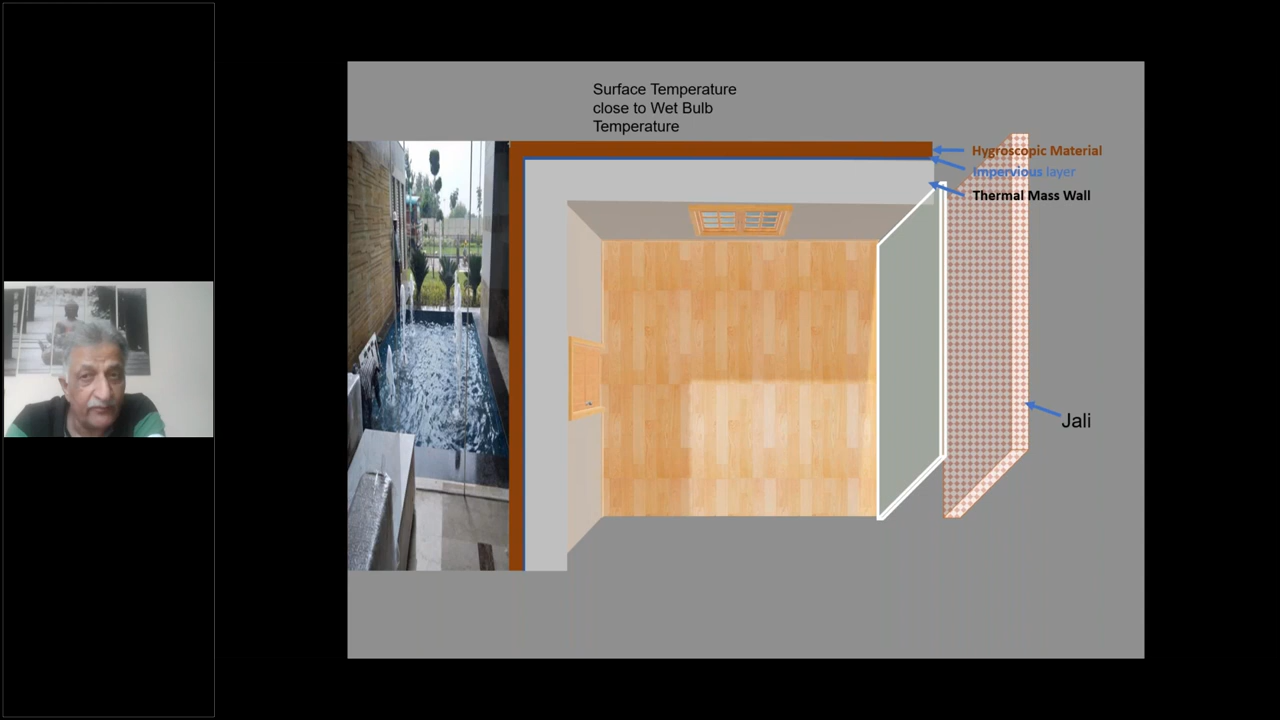 Surface Temperature
close to Wet Bulb
Temperature
Hygroscopic Material
Impervious layer
Thermal Mass Wall
Jali